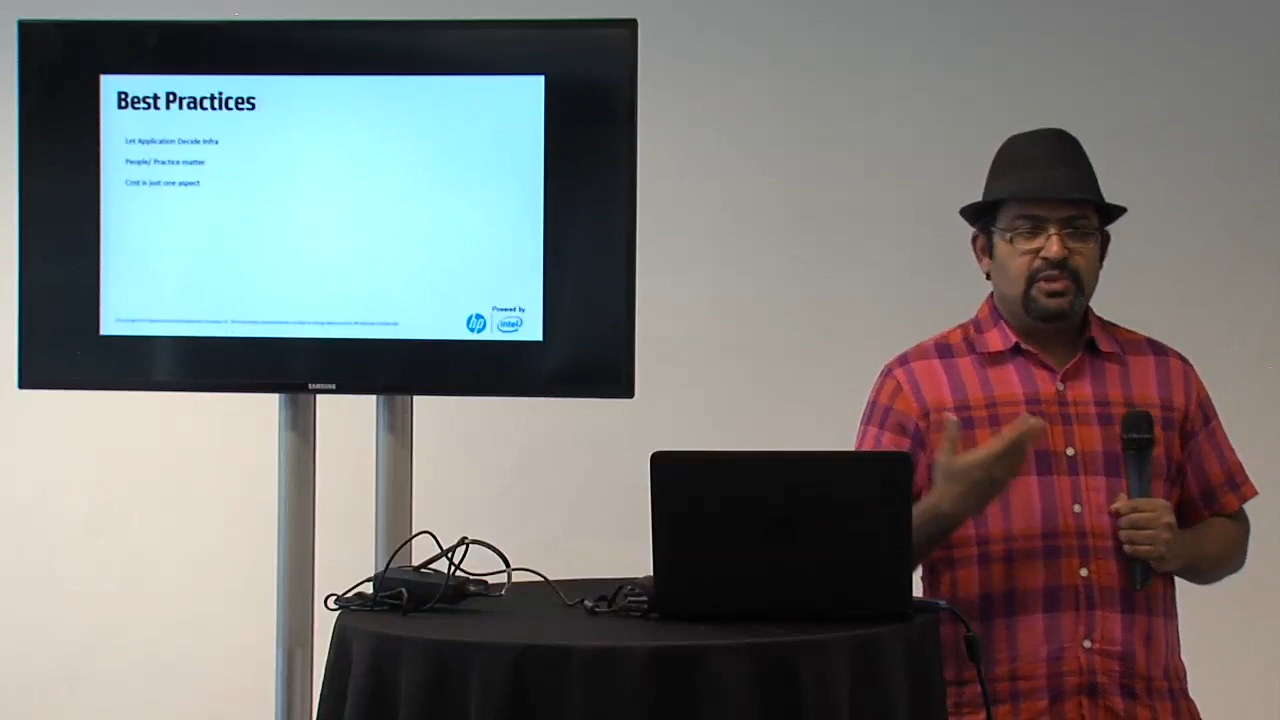 Best Practices
Let Application Decide Infra
People/ Practice matter
Cost is just one aspect
Powered by
hp
intel
SAMSUNG